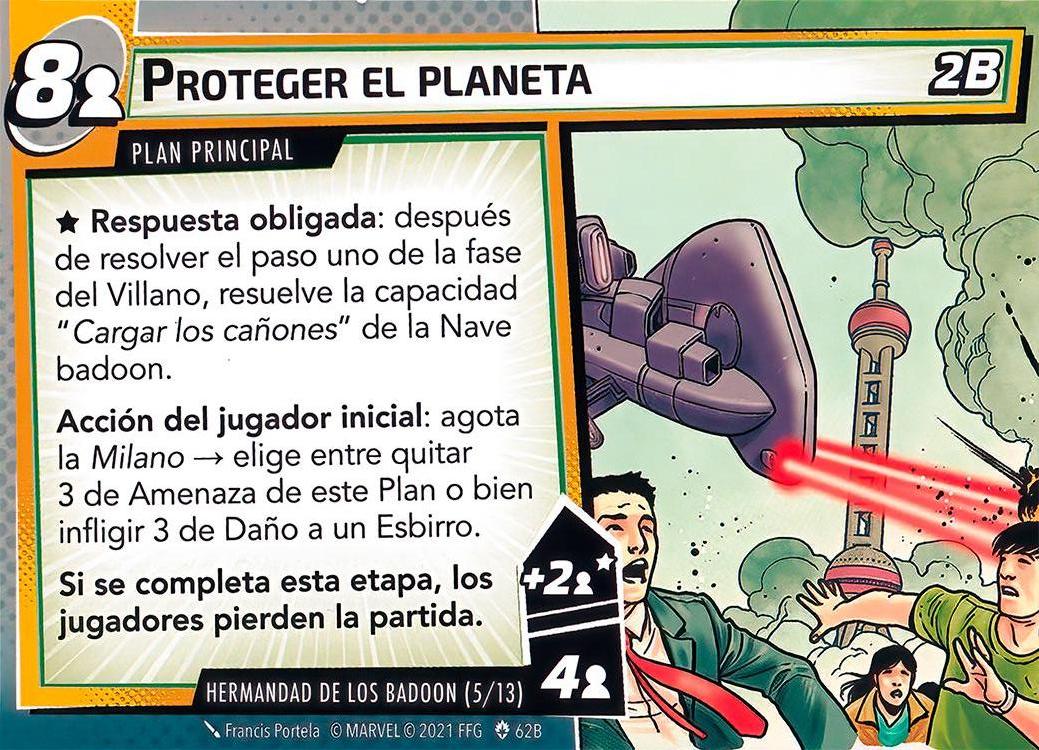 8
PROTEGER EL PLANETA
2B
PLAN PRINCIPAL
★ Respuesta obligada: después
de resolver el paso uno de la fase
del Villano, resuelve la capacidad
"Cargar los cañones" de la Nave
badoon.
Acción del jugador inicial: agota
la Milano → elige entre quitar
3 de Amenaza de este Plan o bien
infligir 3 de Daño a un Esbirro.
Si se completa esta etapa, los
jugadores pierden la partida.
+2 ★
4
HERMANDAD DE LOS BADOON (5/13)
Francis Portela © MARVEL © 2021 FFG 62B